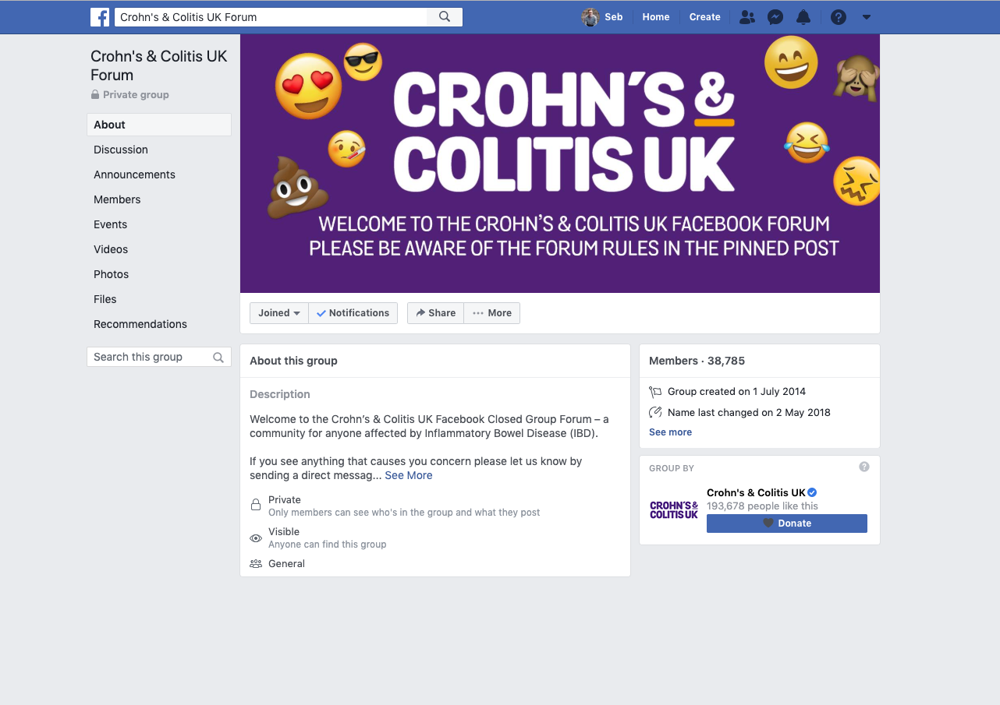 Crohn's & Colitis UK Forum
Seb
Home
Create
Crohn's & Colitis UK
Forum
Private group
About
Discussion
Announcements
Members
Events
Videos
Photos
Files
Recommendations
Search this group
CROHN'S &
COLITIS UK
WELCOME TO THE CROHN'S & COLITIS UK FACEBOOK FORUM
PLEASE BE AWARE OF THE FORUM RULES IN THE PINNED POST
Joined
Notifications
Share
More
About this group
Description
Welcome to the Crohn’s & Colitis UK Facebook Closed Group Forum – a
community for anyone affected by Inflammatory Bowel Disease (IBD).
If you see anything that causes you concern please let us know by
sending a direct messag... See More
Private
Only members can see who's in the group and what they post
Visible
Anyone can find this group
General
Members · 38,785
Group created on 1 July 2014
Name last changed on 2 May 2018
See more
GROUP BY
CROHN'S &
COLITIS UK
Crohn's & Colitis UK
193,678 people like this
Donate